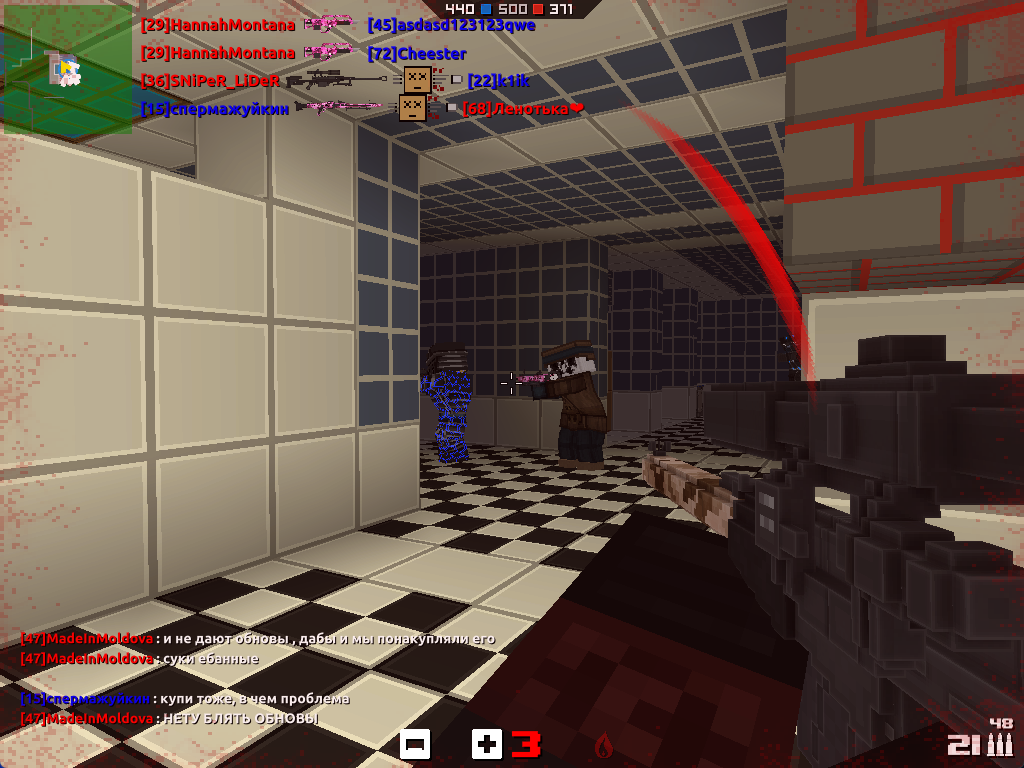 440 500 371
[29]HannahMontana [45]asdasd123123qwe
[29]HannahMontana [72]Cheester
[36]SNiPeR_LiDeR [22]k1ik
[15]спермажуйкин [68]Ленотька❤
[47]MadeInMoldova : и не дают обновы , дабы и мы понакупляли его
[47]MadeInMoldova : суки ебанные
[15]спермажуйкин : купи тоже, в чем проблема
[47]MadeInMoldova : НЕТУ БЛЯТЬ ОБНОВЫ
48
3
21